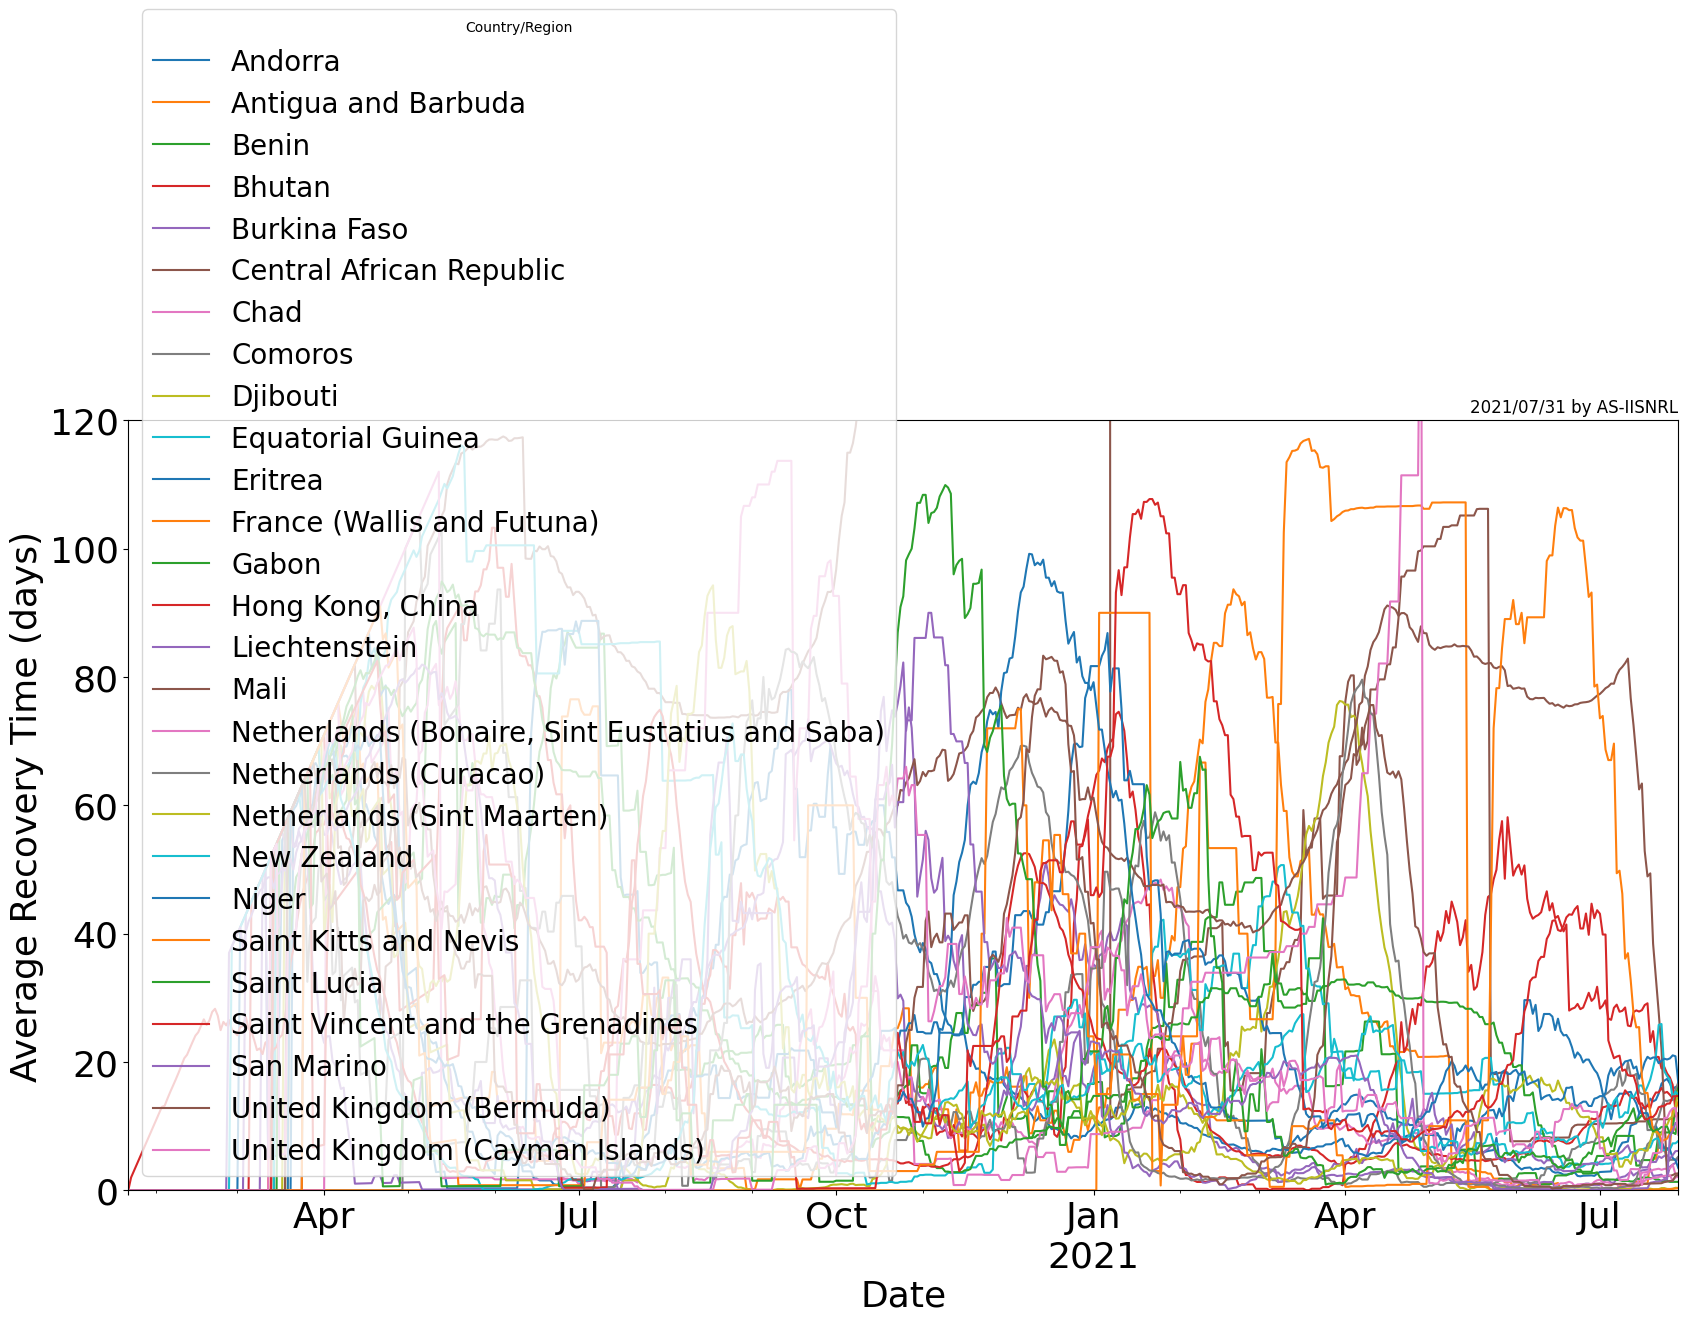 Country/Region
Andorra
Antigua and Barbuda
Benin
Bhutan
Burkina Faso
Central African Republic
Chad
Comoros
Djibouti
Equatorial Guinea
Eritrea
France (Wallis and Futuna)
Gabon
Hong Kong, China
Liechtenstein
Mali
Netherlands (Bonaire, Sint Eustatius and Saba)
Netherlands (Curacao)
Netherlands (Sint Maarten)
New Zealand
Niger
Saint Kitts and Nevis
Saint Lucia
Saint Vincent and the Grenadines
San Marino
United Kingdom (Bermuda)
United Kingdom (Cayman Islands)
2021/07/31 by AS-IISNRL
Average Recovery Time (days)
120
100
80
60
40
20
0
Apr
Jul
Oct
Jan
2021
Apr
Jul
Date